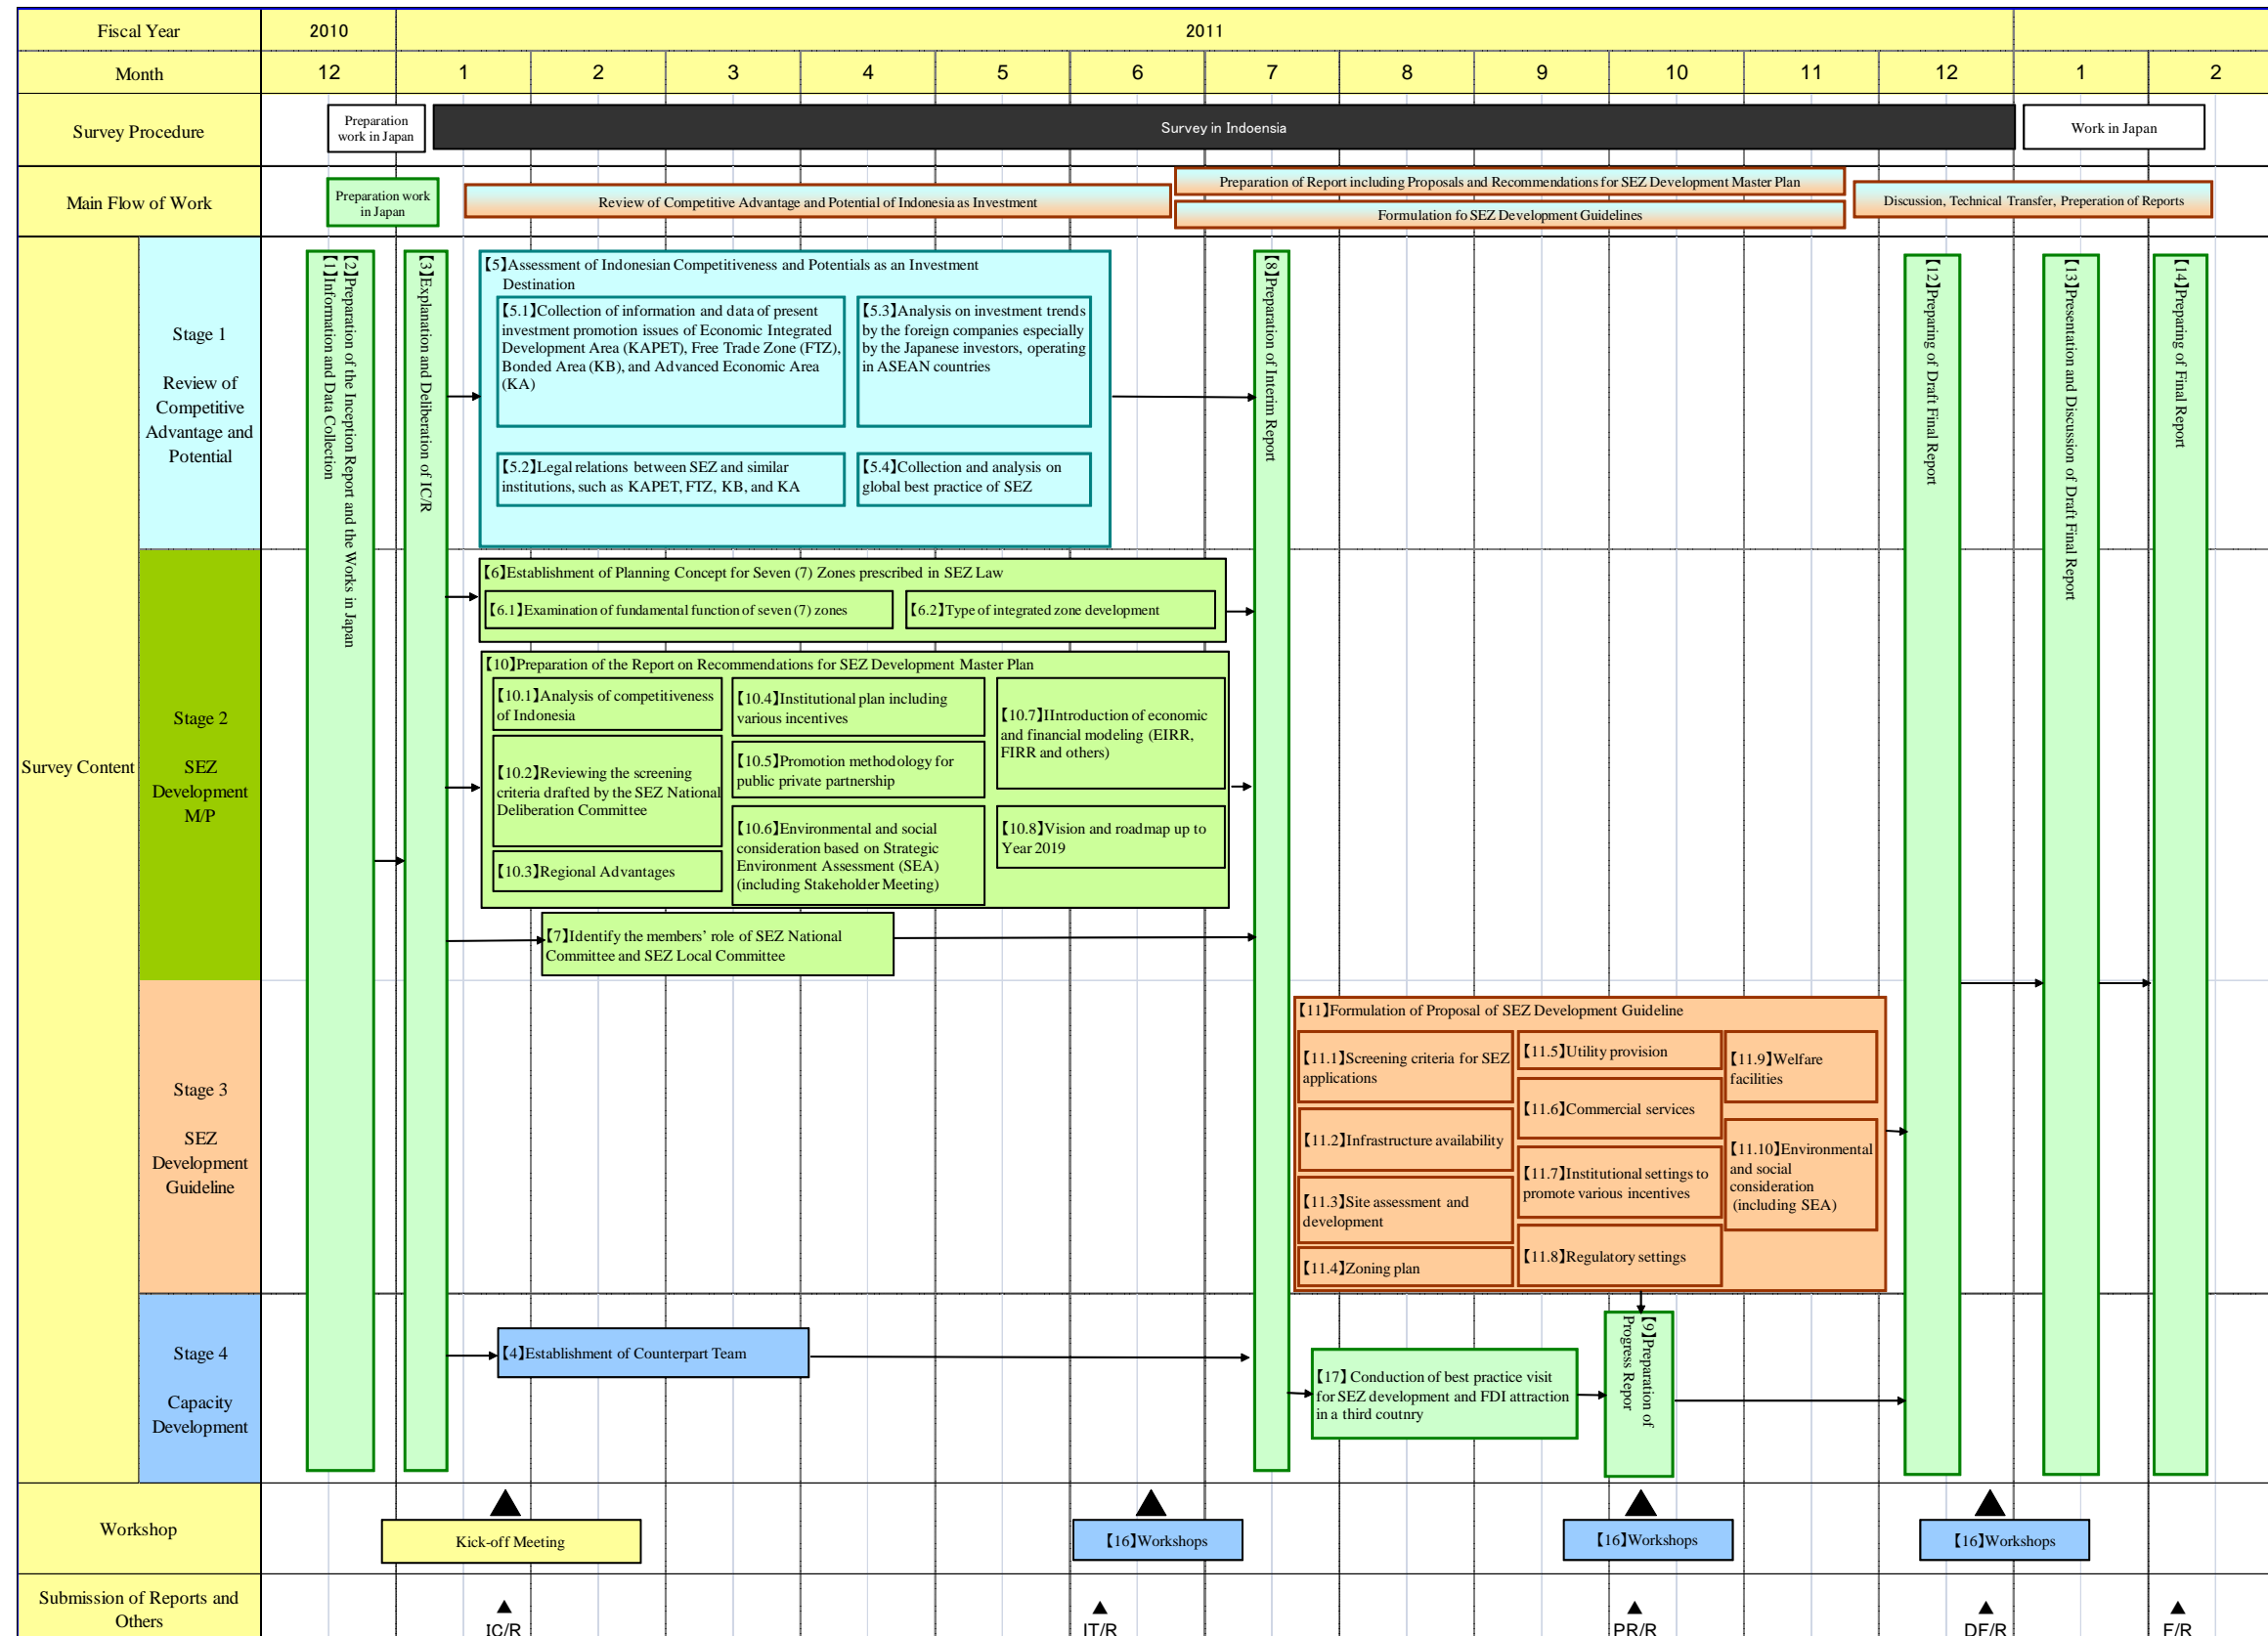 Fiscal Year
2010
2011
Month
12
1
2
3
4
5
6
7
8
9
10
11
12
1
2
Survey Procedure
Preparation
work in Japan
Survey in Indoensia
Work in Japan
Main Flow of Work
Preparation work
in Japan
Review of Competitive Advantage and Potential of Indonesia as Investment
Preparation of Report including Proposals and Recommendations for SEZ Development Master Plan
Formulation fo SEZ Development Guidelines
Discussion, Technical Transfer, Preperation of Reports
Survey Content
Stage 1
Review of
Competitive
Advantage and
Potential
【1】Information and Data Collection
【2】Preparation of the Inception Report and the Works in Japan
【3】Explanation and Deliberation of IC/R
【5】Assessment of Indonesian Competitiveness and Potentials as an Investment
Destination
【5.1】Collection of information and data of present
investment promotion issues of Economic Integrated
Development Area (KAPET), Free Trade Zone (FTZ),
Bonded Area (KB), and Advanced Economic Area
(KA)
【5.3】Analysis on investment trends
by the foreign companies especially
by the Japanese investors, operating
in ASEAN countries
【5.2】Legal relations between SEZ and similar
institutions, such as KAPET, FTZ, KB, and KA
【5.4】Collection and analysis on
global best practice of SEZ
【8】Preparation of Interim Report
【12】Preparing of Draft Final Report
【13】Presentation and Discussion of Draft Final Report
【14】Preparing of Final Report
Stage 2
SEZ
Development
M/P
【6】Establishment of Planning Concept for Seven (7) Zones prescribed in SEZ Law
【6.1】Examination of fundamental function of seven (7) zones
【6.2】Type of integrated zone development
【10】Preparation of the Report on Recommendations for SEZ Development Master Plan
【10.1】Analysis of competitiveness
of Indonesia
【10.2】Reviewing the screening
criteria drafted by the SEZ National
Deliberation Committee
【10.3】Regional Advantages
【10.4】Institutional plan including
various incentives
【10.5】Promotion methodology for
public private partnership
【10.6】Environmental and social
consideration based on Strategic
Environment Assessment (SEA)
(including Stakeholder Meeting)
【10.7】IIntroduction of economic
and financial modeling (EIRR,
FIRR and others)
【10.8】Vision and roadmap up to
Year 2019
【7】Identify the members’ role of SEZ National
Committee and SEZ Local Committee
Stage 3
SEZ
Development
Guideline
【11】Formulation of Proposal of SEZ Development Guideline
【11.1】Screening criteria for SEZ
applications
【11.2】Infrastructure availability
【11.3】Site assessment and
development
【11.4】Zoning plan
【11.5】Utility provision
【11.6】Commercial services
【11.7】Institutional settings to
promote various incentives
【11.8】Regulatory settings
【11.9】Welfare
facilities
【11.10】Environmental
and social
consideration
(including SEA)
Stage 4
Capacity
Development
【4】Establishment of Counterpart Team
【17】 Conduction of best practice visit
for SEZ development and FDI attraction
in a third coutnry
【9】Preparation of
Progress Repor
Workshop
Kick-off Meeting
【16】Workshops
【16】Workshops
【16】Workshops
Submission of Reports and
Others
IC/R
IT/R
PR/R
DF/R
F/R